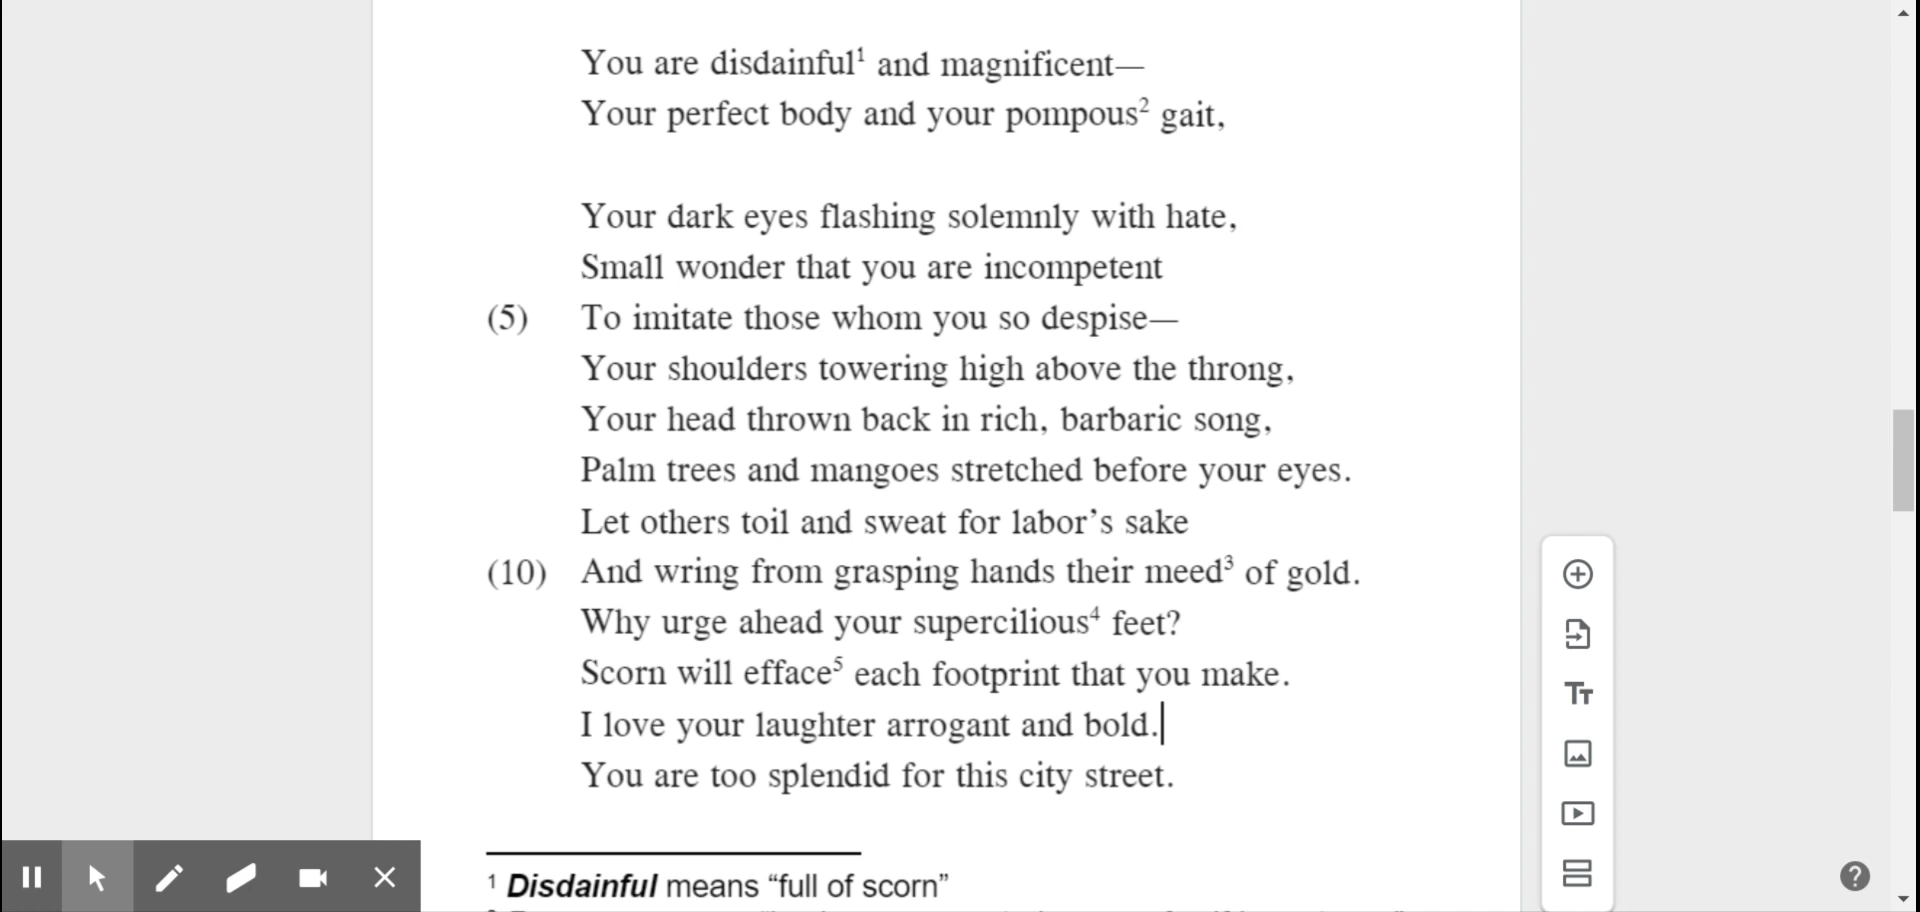 You are disdainful¹ and magnificent—
Your perfect body and your pompous² gait,
Your dark eyes flashing solemnly with hate,
Small wonder that you are incompetent
(5) To imitate those whom you so despise—
Your shoulders towering high above the throng,
Your head thrown back in rich, barbaric song,
Palm trees and mangoes stretched before your eyes.
Let others toil and sweat for labor’s sake
(10) And wring from grasping hands their meed³ of gold.
Why urge ahead your supercilious⁴ feet?
Scorn will efface⁵ each footprint that you make.
I love your laughter arrogant and bold.
You are too splendid for this city street.
¹ Disdainful means “full of scorn”